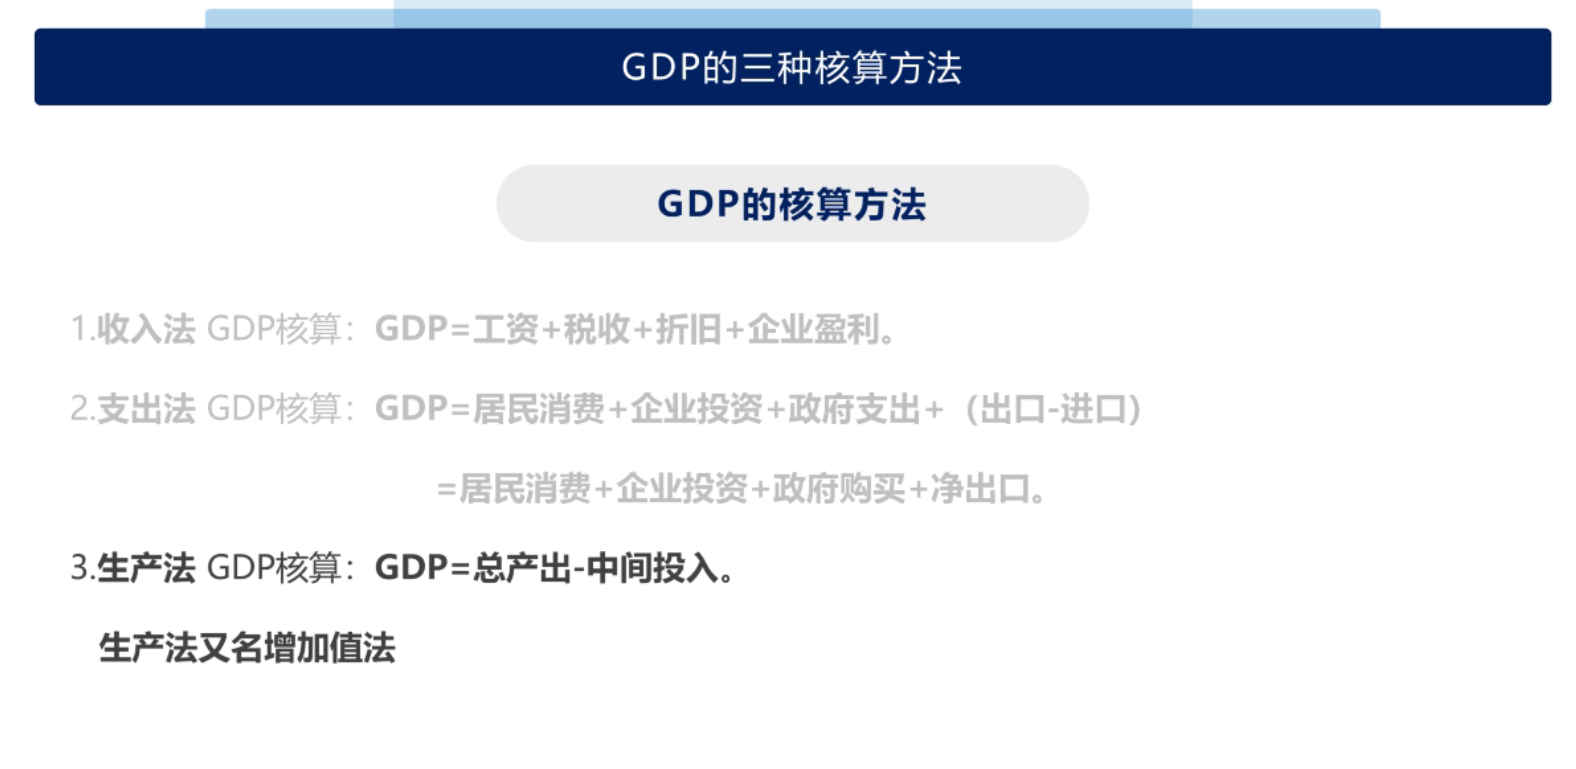 GDP的三种核算方法
GDP的核算方法
1.收入法 GDP核算：GDP=工资+税收+折旧+企业盈利。
2.支出法 GDP核算：GDP=居民消费+企业投资+政府支出+（出口-进口）
=居民消费+企业投资+政府购买+净出口。
3.生产法 GDP核算：GDP=总产出-中间投入。
生产法又名增加值法